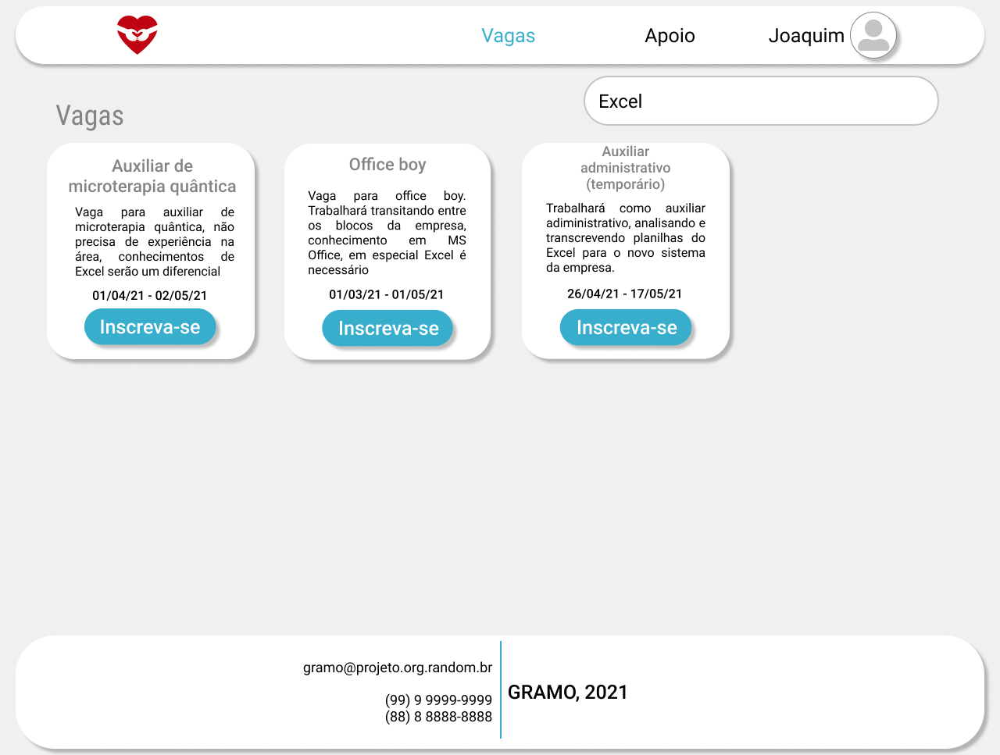 Vagas
Apoio
Joaquim
Excel
Vagas
Auxiliar de
microterapia quântica
Vaga para auxiliar de
microterapia quântica, não
precisa de experiência na
área, conhecimentos de
Excel serão um diferencial
01/04/21 - 02/05/21
Inscreva-se
Office boy
Vaga para office boy.
Trabalhará transitando entre
os blocos da empresa,
conhecimento em MS
Office, em especial Excel é
necessário
01/03/21 - 01/05/21
Inscreva-se
Auxiliar
administrativo
(temporário)
Trabalhará como auxiliar
adiministrativo, analisando e
transcrevendo planilhas do
Excel para o novo sistema
da empresa.
26/04/21 - 17/05/21
Inscreva-se
gramo@projeto.org.random.br
(99) 9 9999-9999
(88) 8 8888-8888
GRAMO, 2021